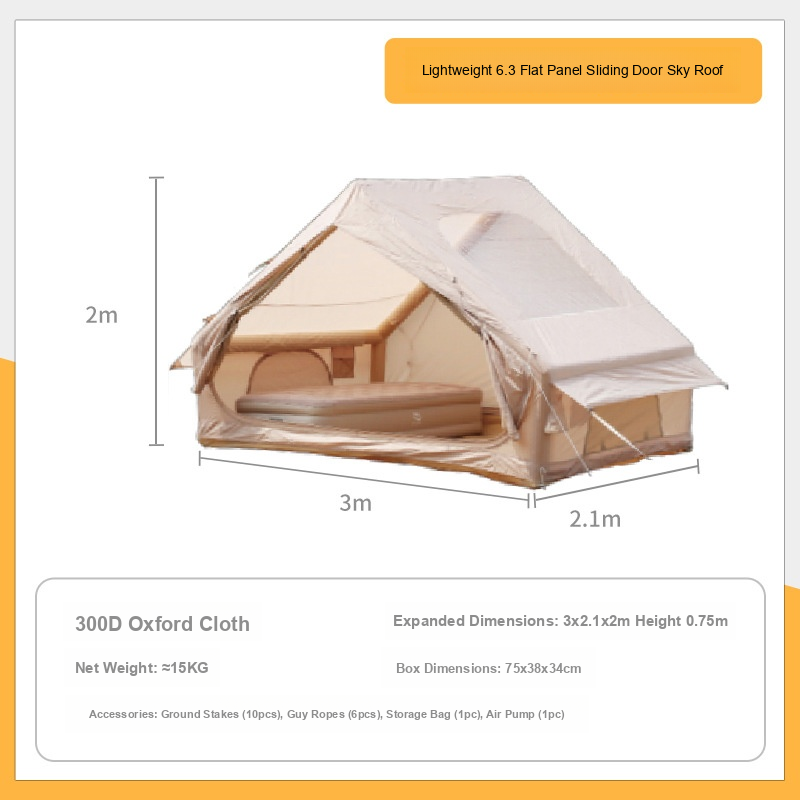 Lightweight 6.3 Flat Panel Sliding Door Sky Roof
2m
3m
2.1m
300D Oxford Cloth
Expanded Dimensions: 3x2.1x2m Height 0.75m
Net Weight: ≈15KG
Box Dimensions: 75x38x34cm
Accessories: Ground Stakes (10pcs), Guy Ropes (6pcs), Storage Bag (1pc), Air Pump (1pc)